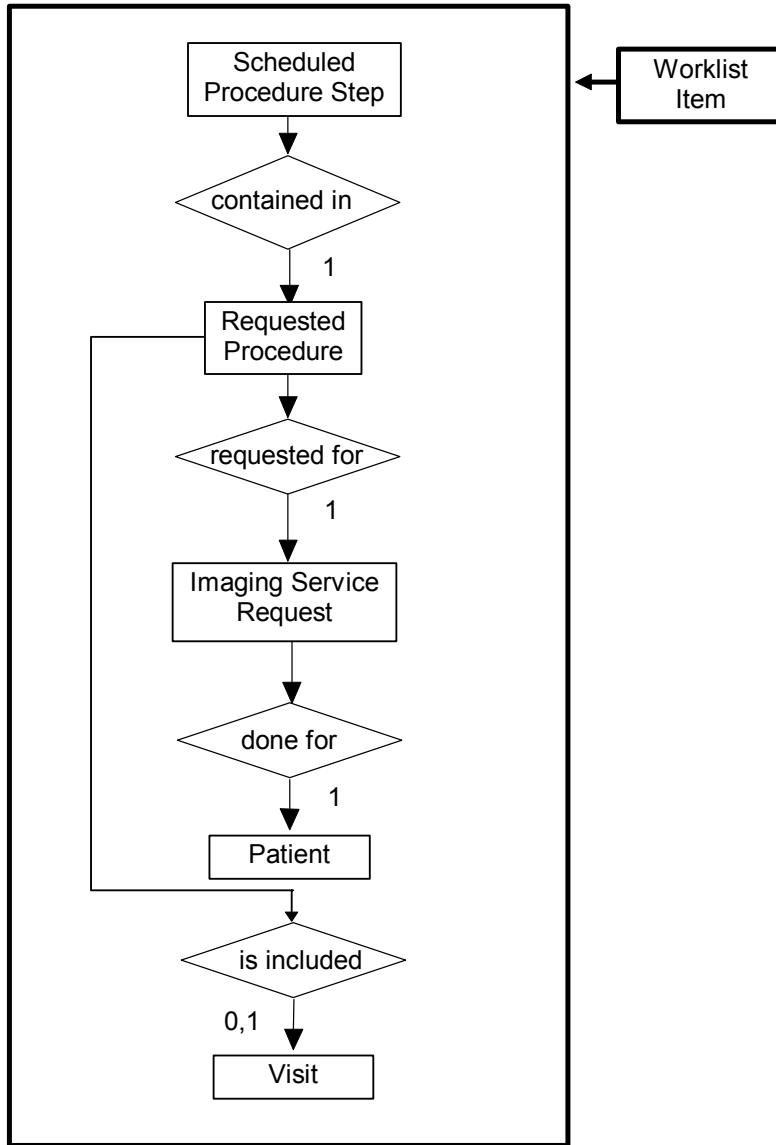 Scheduled
Procedure Step
Worklist
Item
contained in
1
Requested
Procedure
requested for
1
Imaging Service
Request
done for
1
Patient
is included
0,1
Visit